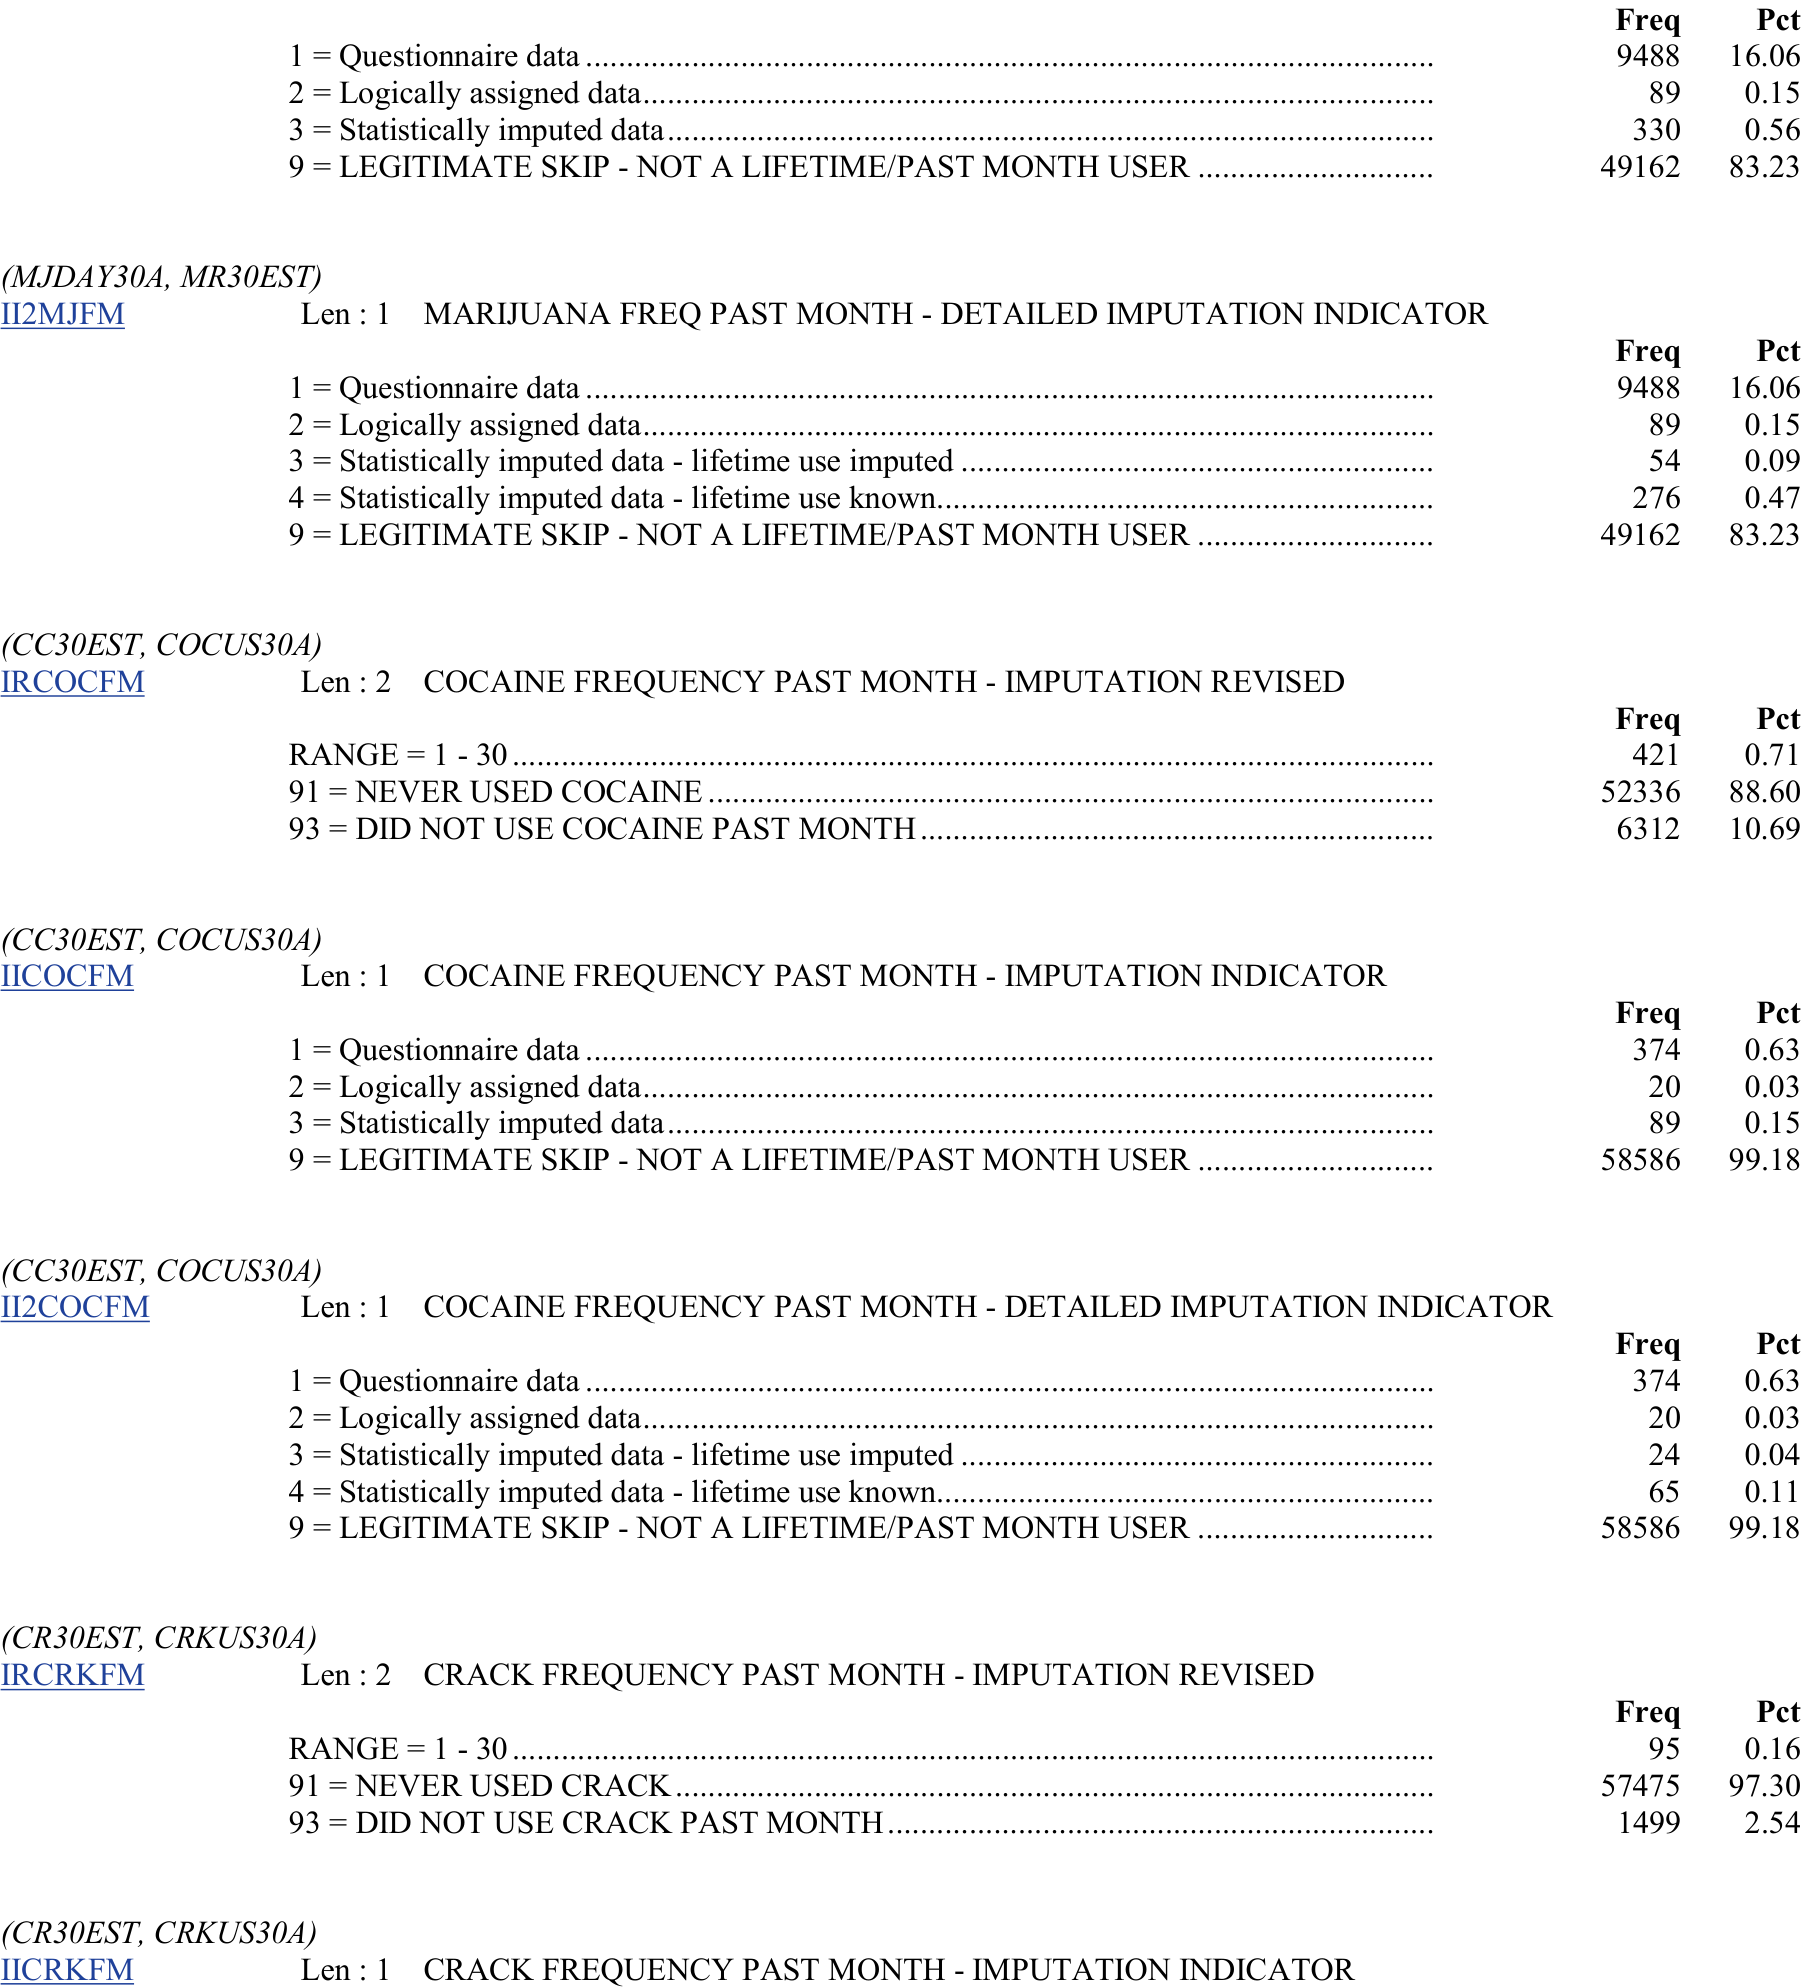 Freq Pct
1 = Questionnaire data ........ 9488 16.06
2 = Logically assigned data ........ 89 0.15
3 = Statistically imputed data ........ 330 0.56
9 = LEGITIMATE SKIP - NOT A LIFETIME/PAST MONTH USER ........ 49162 83.23
(MJDAY30A, MR30EST)
II2MJFM Len : 1 MARIJUANA FREQ PAST MONTH - DETAILED IMPUTATION INDICATOR
Freq Pct
1 = Questionnaire data ........ 9488 16.06
2 = Logically assigned data ........ 89 0.15
3 = Statistically imputed data - lifetime use imputed ........ 54 0.09
4 = Statistically imputed data - lifetime use known ........ 276 0.47
9 = LEGITIMATE SKIP - NOT A LIFETIME/PAST MONTH USER ........ 49162 83.23
(CC30EST, COCUS30A)
IRCOCFM Len : 2 COCAINE FREQUENCY PAST MONTH - IMPUTATION REVISED
Freq Pct
RANGE = 1 - 30 ........ 421 0.71
91 = NEVER USED COCAINE ........ 52336 88.60
93 = DID NOT USE COCAINE PAST MONTH ........ 6312 10.69
(CC30EST, COCUS30A)
IICOCFM Len : 1 COCAINE FREQUENCY PAST MONTH - IMPUTATION INDICATOR
Freq Pct
1 = Questionnaire data ........ 374 0.63
2 = Logically assigned data ........ 20 0.03
3 = Statistically imputed data ........ 89 0.15
9 = LEGITIMATE SKIP - NOT A LIFETIME/PAST MONTH USER ........ 58586 99.18
(CC30EST, COCUS30A)
II2COCFM Len : 1 COCAINE FREQUENCY PAST MONTH - DETAILED IMPUTATION INDICATOR
Freq Pct
1 = Questionnaire data ........ 374 0.63
2 = Logically assigned data ........ 20 0.03
3 = Statistically imputed data - lifetime use imputed ........ 24 0.04
4 = Statistically imputed data - lifetime use known ........ 65 0.11
9 = LEGITIMATE SKIP - NOT A LIFETIME/PAST MONTH USER ........ 58586 99.18
(CR30EST, CRKUS30A)
IRCRKFM Len : 2 CRACK FREQUENCY PAST MONTH - IMPUTATION REVISED
Freq Pct
RANGE = 1 - 30 ........ 95 0.16
91 = NEVER USED CRACK ........ 57475 97.30
93 = DID NOT USE CRACK PAST MONTH ........ 1499 2.54
(CR30EST, CRKUS30A)
IICRKFM Len : 1 CRACK FREQUENCY PAST MONTH - IMPUTATION INDICATOR